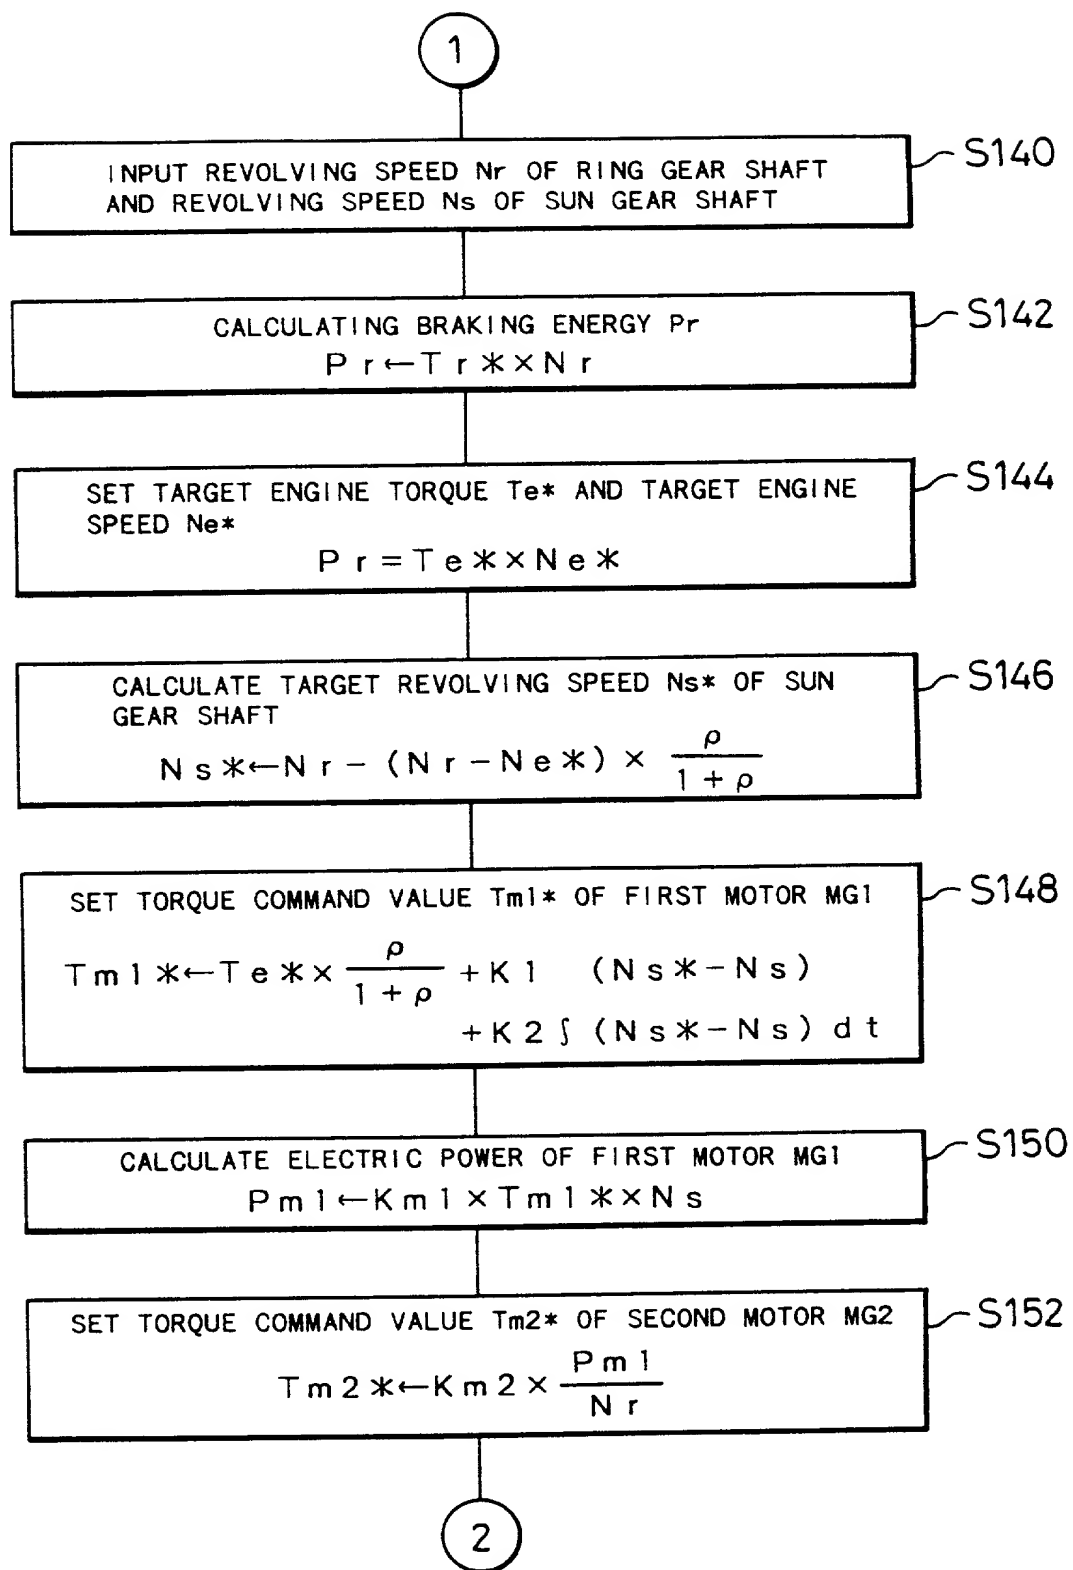 1
INPUT REVOLVING SPEED Nr OF RING GEAR SHAFT
AND REVOLVING SPEED Ns OF SUN GEAR SHAFT
S140
CALCULATING BRAKING ENERGY Pr
Pr←Tr*×Nr
S142
SET TARGET ENGINE TORQUE Te* AND TARGET ENGINE
SPEED Ne*
Pr=Te*×Ne*
S144
CALCULATE TARGET REVOLVING SPEED Ns* OF SUN
GEAR SHAFT
Ns*←Nr-(Nr-Ne*)× ρ/(1+ρ)
S146
SET TORQUE COMMAND VALUE Tm1* OF FIRST MOTOR MG1
Tm1*←Te*× ρ/(1+ρ) +K1 (Ns*-Ns)
+K2∫(Ns*-Ns)dt
S148
CALCULATE ELECTRIC POWER OF FIRST MOTOR MG1
Pm1←Km1×Tm1*×Ns
S150
SET TORQUE COMMAND VALUE Tm2* OF SECOND MOTOR MG2
Tm2*←Km2× Pm1/Nr
S152
2